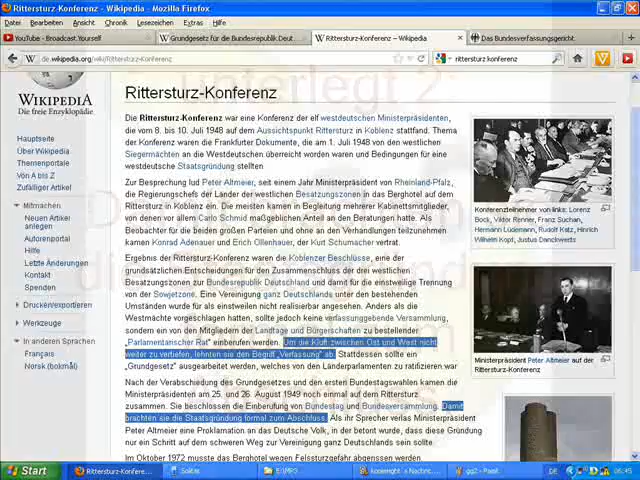 Rittersturz-Konferenz – Wikipedia - Mozilla Firefox
Datei Bearbeiten Ansicht Chronik Lesezeichen Extras Hilfe
YouTube - Broadcast Yourself. Grundgesetz für die Bundesrepublik Deut... Rittersturz-Konferenz – Wikipedia Das Bundesverfassungsgericht
de.wikipedia.org/wiki/Rittersturz-Konferenz rittersturz konferenz
unterlegt 2
WIKIPEDIA
Die freie Enzyklopädie
Hauptseite
Über Wikipedia
Themenportale
Von A bis Z
Zufälliger Artikel
Mitmachen
Neuen Artikel
anlegen
Autorenportal
Hilfe
Letzte Änderungen
Kontakt
Spenden
Drucken/exportieren
Werkzeuge
In anderen Sprachen
Français
Norsk (bokmål)
Rittersturz-Konferenz
Die Rittersturz-Konferenz war eine Konferenz der elf westdeutschen Ministerpräsidenten,
die vom 8. bis 10. Juli 1948 auf dem Aussichtspunkt Rittersturz in Koblenz stattfand. Thema
der Konferenz waren die Frankfurter Dokumente, die am 1. Juli 1948 von den westlichen
Siegermächten an die Westdeutschen überreicht worden waren und Bedingungen für eine
westdeutsche Staatsgründung stellten.
Zur Besprechung lud Peter Altmeier, seit einem Jahr Ministerpräsident von Rheinland-Pfalz,
die Regierungschefs der Länder der westlichen Besatzungszonen in das Berghotel auf dem
Rittersturz in Koblenz ein. Die meisten kamen in Begleitung mehrerer Kabinettsmitglieder,
von denen vor allem Carlo Schmid maßgeblichen Anteil an den Beratungen hatte. Als
Beobachter für die beiden großen Parteien und ohne an den Verhandlungen teilzunehmen
kamen Konrad Adenauer und Erich Ollenhauer, der Kurt Schumacher vertrat.
Ergebnis der Rittersturz-Konferenz waren die Koblenzer Beschlüsse, eine der
grundsätzlichen Entscheidungen für den Zusammenschluss der drei westlichen
Besatzungszonen zur Bundesrepublik Deutschland und damit für die einstweilige Trennung
von der Sowjetzone. Eine Vereinigung ganz Deutschlands unter den bestehenden
Umständen wurde für als einstweilen nicht realisierbar angesehen. Anders als die
Westmächte vorgeschlagen hatten, sollte jedoch keine verfassunggebende Versammlung,
sondern ein von den Mitgliedern der Landtage und Bürgerschaften zu bestellender
„Parlamentarischer Rat" einberufen werden. Um die Kluft zwischen Ost und West nicht
weiter zu vertiefen, lehnten sie den Begriff „Verfassung" ab. Stattdessen sollte ein
„Grundgesetz" ausgearbeitet werden, welches von den Länderparlamenten zu ratifizieren war.
Nach der Verabschiedung des Grundgesetzes und den ersten Bundestagswahlen kamen die
Ministerpräsidenten am 25. und 26. August 1949 noch einmal auf dem Rittersturz
zusammen. Sie beschlossen die Einberufung von Bundestag und Bundesversammlung. Damit
brachten sie die Staatsgründung formal zum Abschluss. Als ihr Sprecher verlas Ministerpräsident
Peter Altmeier eine Proklamation an das Deutsche Volk, in der betont wurde, dass diese Gründung
nur ein Schritt auf dem schweren Weg zur Vereinigung ganz Deutschlands sein sollte.
Im Oktober 1972 musste das Berghotel wegen Felssturzgefahr abgerissen werden.
Konferenzteilnehmer von links: Lorenz
Bock, Viktor Renner, Franz Suchan,
Hermann Lüdemann, Rudolf Katz, Hinrich
Wilhelm Kopf, Justus Danckwerts
Ministerpräsident Peter Altmeier auf der
Rittersturz Konferenz.
Start Rittersturz-Konfere... E:\MP3 DE 06:45